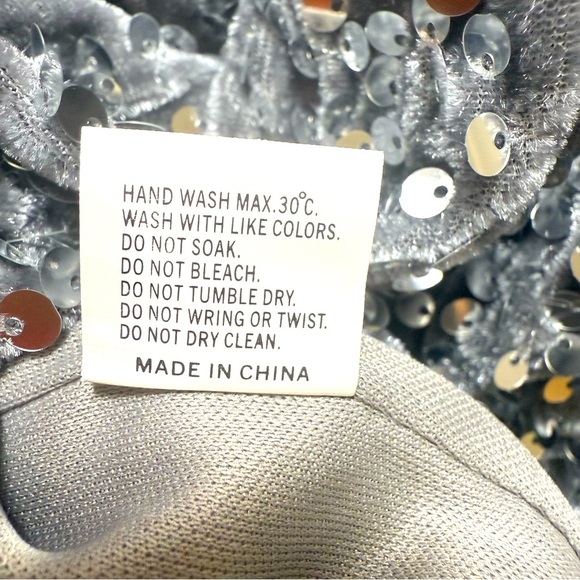 HAND WASH MAX.30°C.
WASH WITH LIKE COLORS.
DO NOT SOAK.
DO NOT BLEACH.
DO NOT TUMBLE DRY.
DO NOT WRING OR TWIST.
DO NOT DRY CLEAN.
MADE IN CHINA